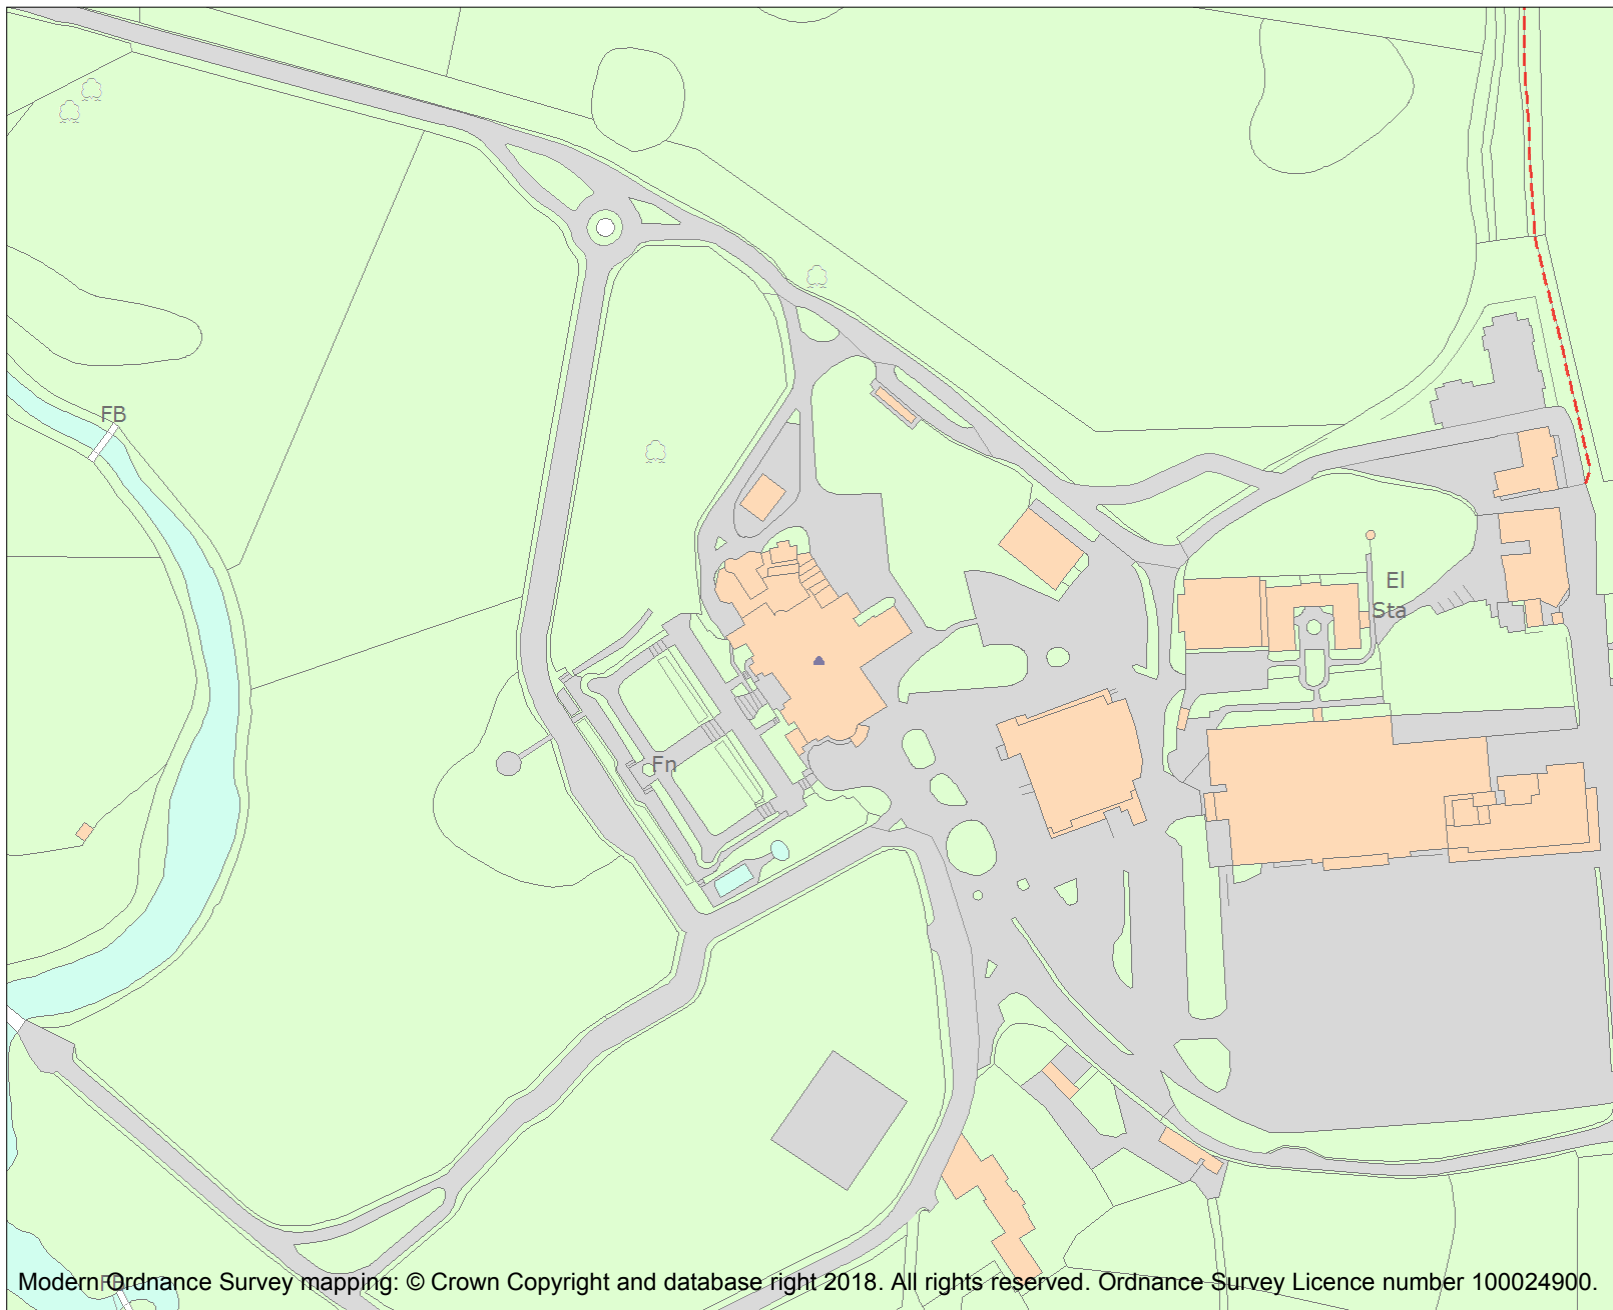 FB
El
Sta
Fn
FB
Modern Ordnance Survey mapping: © Crown Copyright and database right 2018. All rights reserved. Ordnance Survey Licence number 100024900.